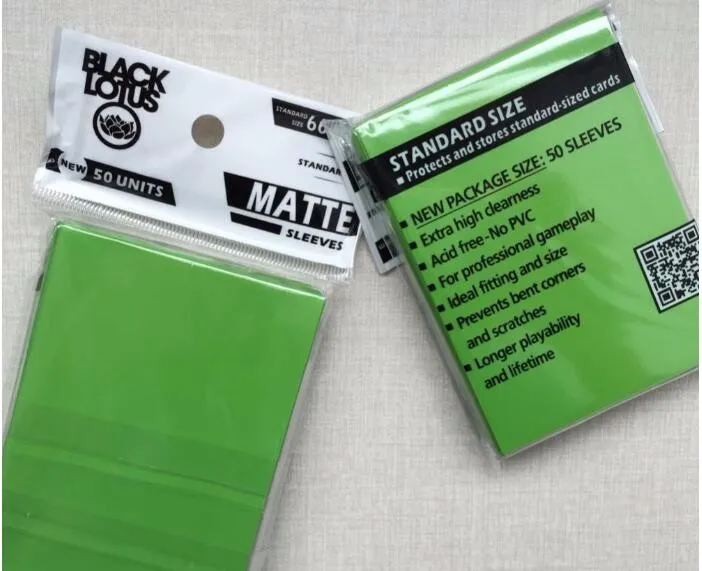 BLACK
LOTUS
NEW
50 UNITS
STANDARD
SIZE 66
STANDAR
MATTE
SLEEVES
STANDARD SIZE
■ Protects and stores standard-sized cards
■ NEW PACKAGE SIZE: 50 SLEEVES
■ Extra high dearness
■ Acid free-No PVC
■ For professional gameplay
■ Ideal fitting and size
■ Prevents bent corners
and scratches
■ Longer playability
and lifetime